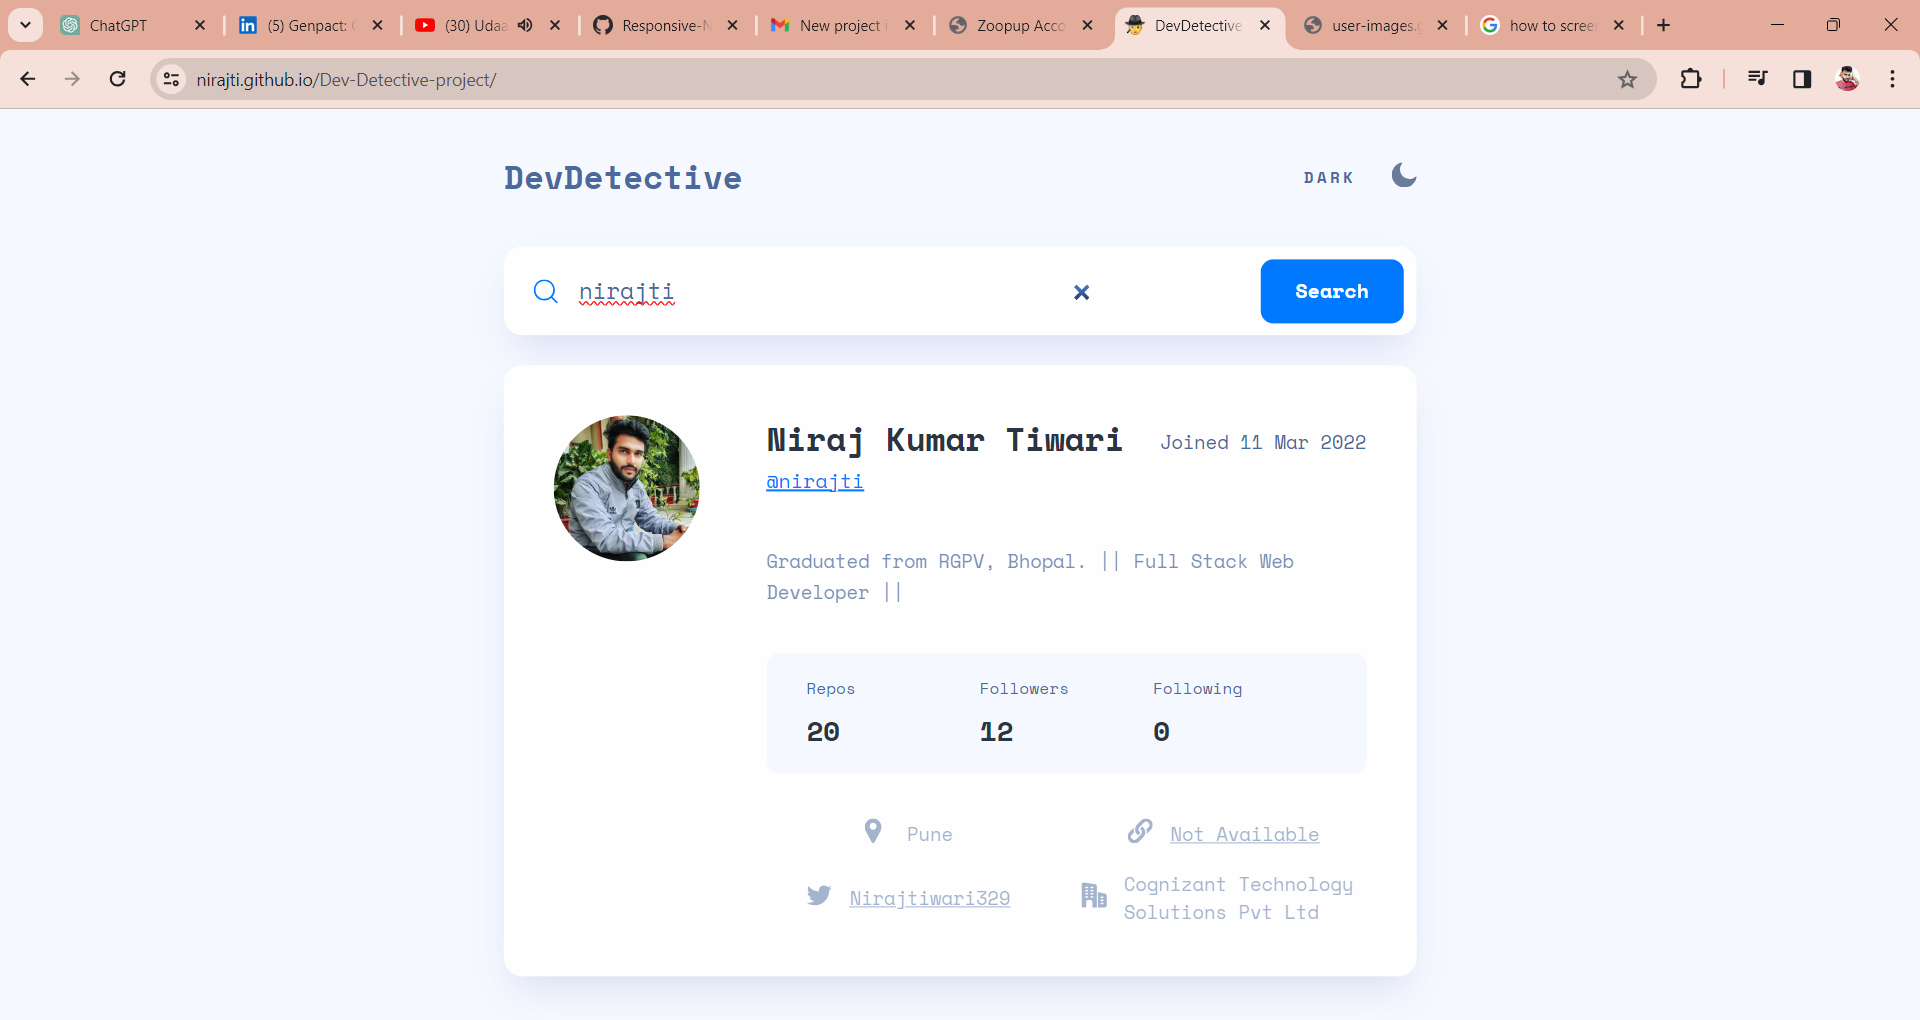 ChatGPT
(5) Genpact:
(30) Udaa
Responsive-N
New project i
Zoopup Acco
DevDetective
user-images.g
how to scree
nirajti.github.io/Dev-Detective-project/
DevDetective
DARK
nirajti
Search
Niraj Kumar Tiwari
Joined 11 Mar 2022
@nirajti
Graduated from RGPV, Bhopal. || Full Stack Web
Developer ||
Repos Followers Following
20 12 0
Pune
Not Available
Nirajtiwari329
Cognizant Technology
Solutions Pvt Ltd